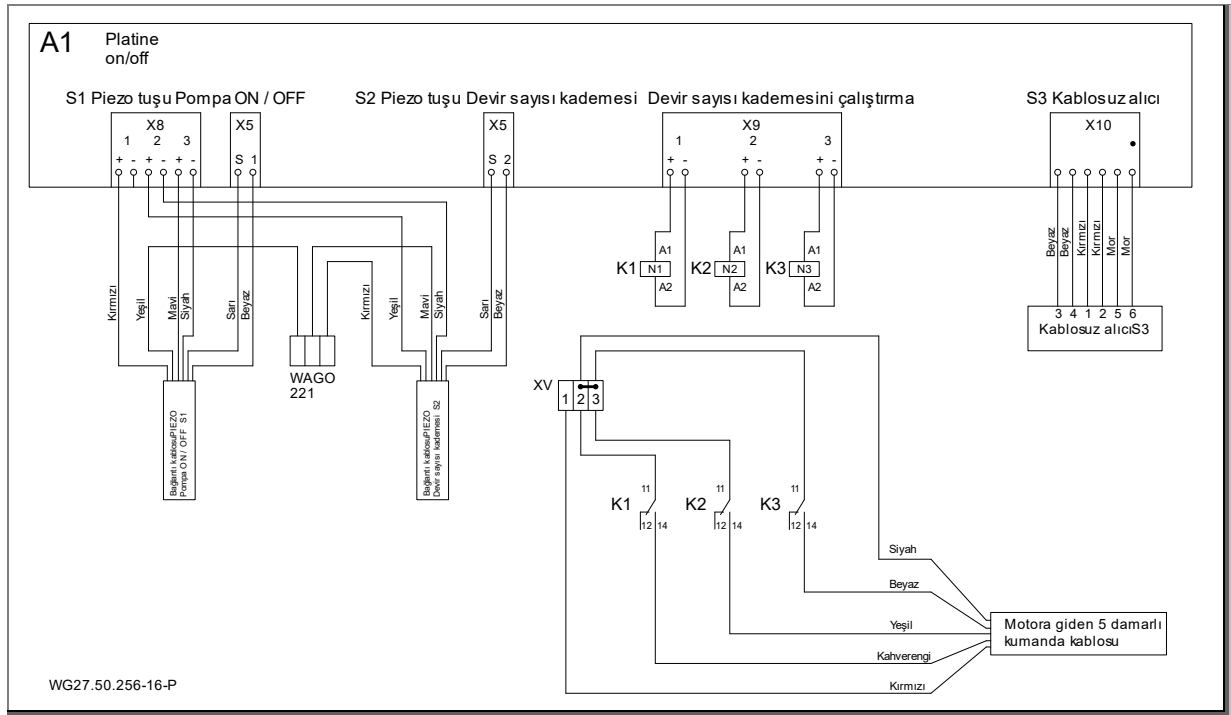 A1 Platine
on/off
S1 Piezo tuşu Pompa ON / OFF
S2 Piezo tuşu Devir sayısı kademesi
Devir sayısı kademesini çalıştırma
S3 Kablosuz alıcı
X8
1 2 3
+ - + - + -
X5
S 1
X5
S 2
X9
1 2 3
+ - + - + -
X10
Kırmızı
Yeşil
Mavi
Siyah
Sarı
Beyaz
Kırmızı
Yeşil
Mavi
Siyah
Sarı
Beyaz
A1
K1 N1
A2
A1
K2 N2
A2
A1
K3 N3
A2
Beyaz
Beyaz
Kırmızı
Kırmızı
Mor
Mor
3 4 1 2 5 6
Kablosuz alıcıS3
WAGO
221
Bağlantı kablosuPIEZO
Pompa ON / OFF S1
Bağlantı kablosuPIEZO
Devir sayısı kademesi S2
XV
1 2 3
11
K1
12 14
11
K2
12 14
11
K3
12 14
Siyah
Beyaz
Yeşil
Kahverengi
Kırmızı
Motora giden 5 damarlı
kumanda kablosu
WG27.50.256-16-P